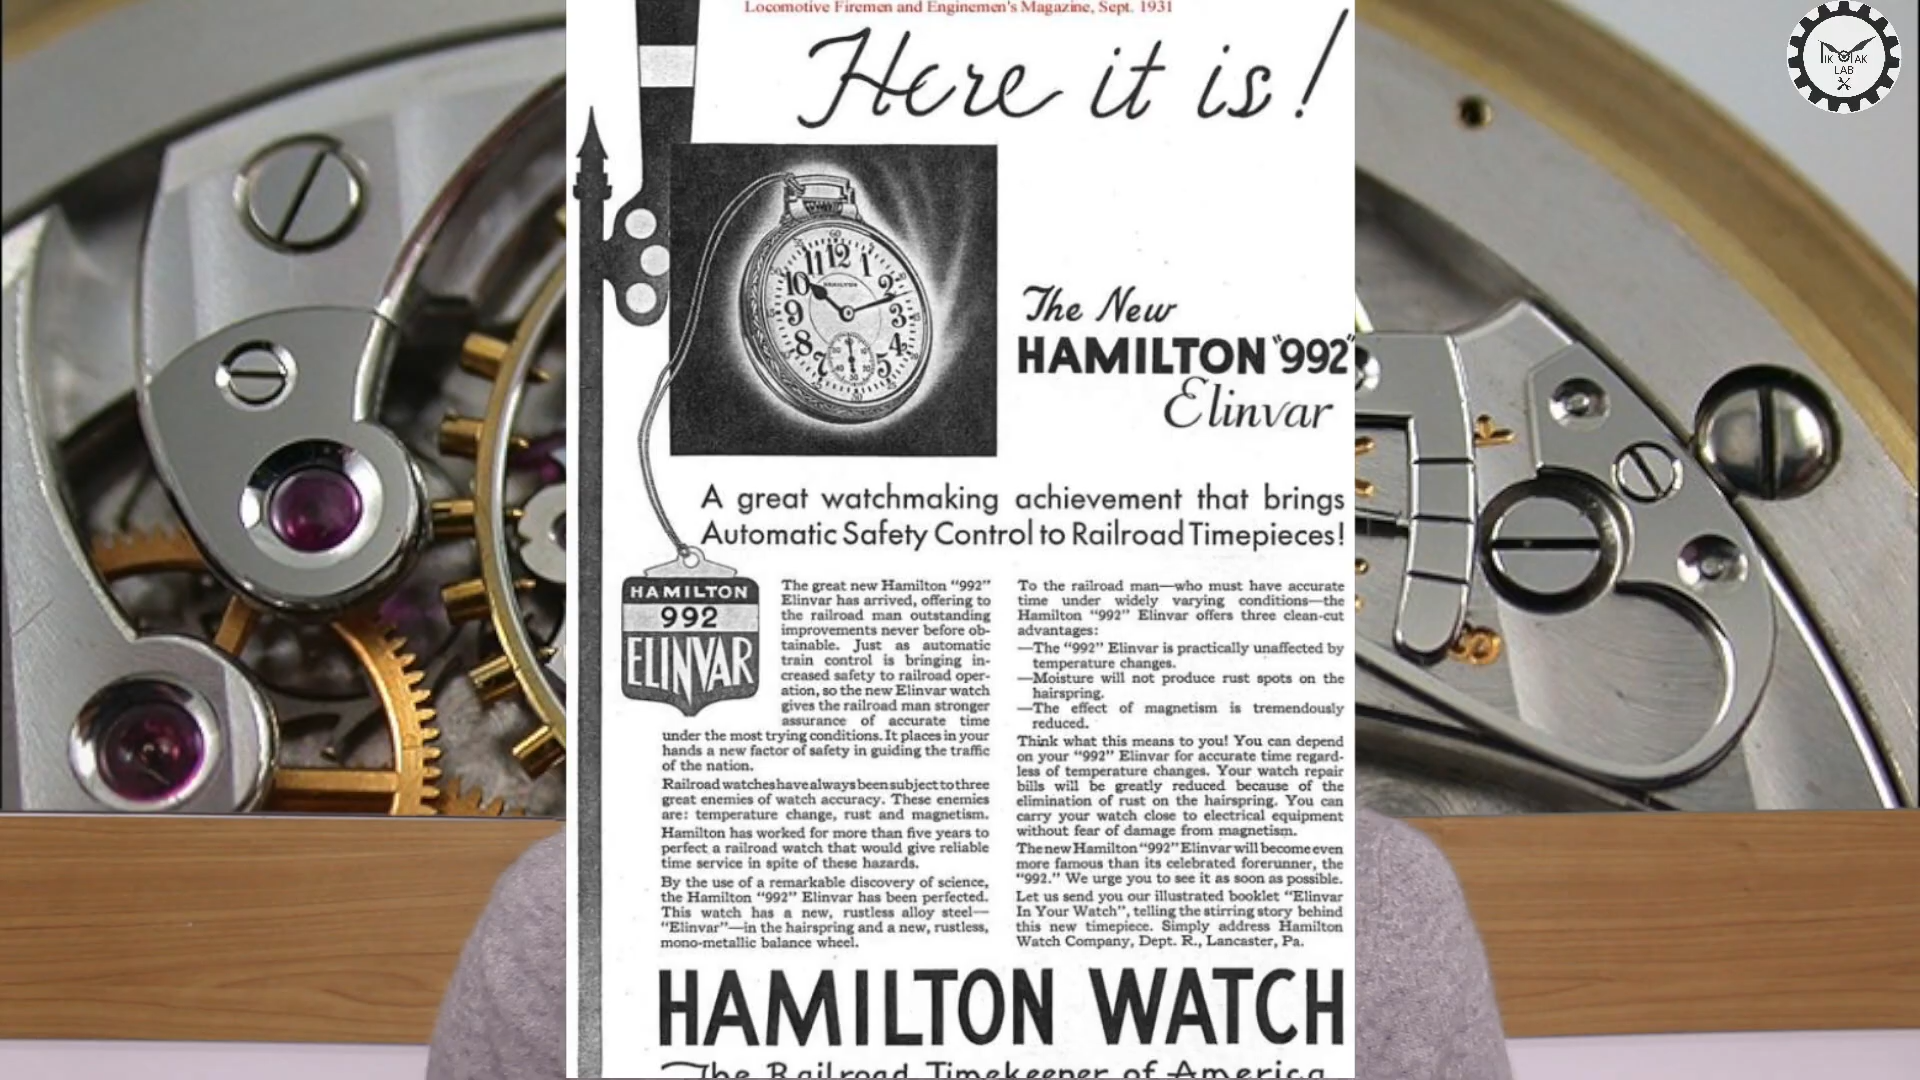 Locomotive Firemen and Enginemen's Magazine, Sept. 1931
Here it is!
The New
HAMILTON "992"
Elinvar
A great watchmaking achievement that brings
Automatic Safety Control to Railroad Timepieces!
HAMILTON
992
ELINVAR
The great new Hamilton "992"
Elinvar has arrived, offering to
the railroad man outstanding
improvements never before ob-
tainable. Just as automatic
train control is bringing in-
creased safety to railroad oper-
ation, so the new Elinvar watch
gives the railroad man stronger
assurance of accurate time
under the most trying conditions. It places in your
hands a new factor of safety in guiding the traffic
of the nation.
Railroad watches have always been subject to three
great enemies of watch accuracy. These enemies
are: temperature change, rust and magnetism.
Hamilton has worked for more than five years to
perfect a railroad watch that would give reliable
time service in spite of these hazards.
By the use of a remarkable discovery of science,
the Hamilton "992" Elinvar has been perfected.
This watch has a new, rustless alloy steel—
"Elinvar"—in the hairspring and a new, rustless,
mono-metallic balance wheel.
To the railroad man—who must have accurate
time under widely varying conditions—the
Hamilton "992" Elinvar offers three clean-cut
advantages:
—The "992" Elinvar is practically unaffected by
temperature changes.
—Moisture will not produce rust spots on the
hairspring.
—The effect of magnetism is tremendously
reduced.
Think what this means to you! You can depend
on your "992" Elinvar for accurate time regard-
less of temperature changes. Your watch repair
bills will be greatly reduced because of the
elimination of rust on the hairspring. You can
carry your watch close to electrical equipment
without fear of damage from magnetism.
The new Hamilton "992" Elinvar will become even
more famous than its celebrated forerunner, the
"992." We urge you to see it as soon as possible.
Let us send you our illustrated booklet "Elinvar
In Your Watch", telling the stirring story behind
this new timepiece. Simply address Hamilton
Watch Company, Dept. R., Lancaster, Pa.
HAMILTON WATCH
The Railroad Timekeeper of America
TIK TAK
LAB